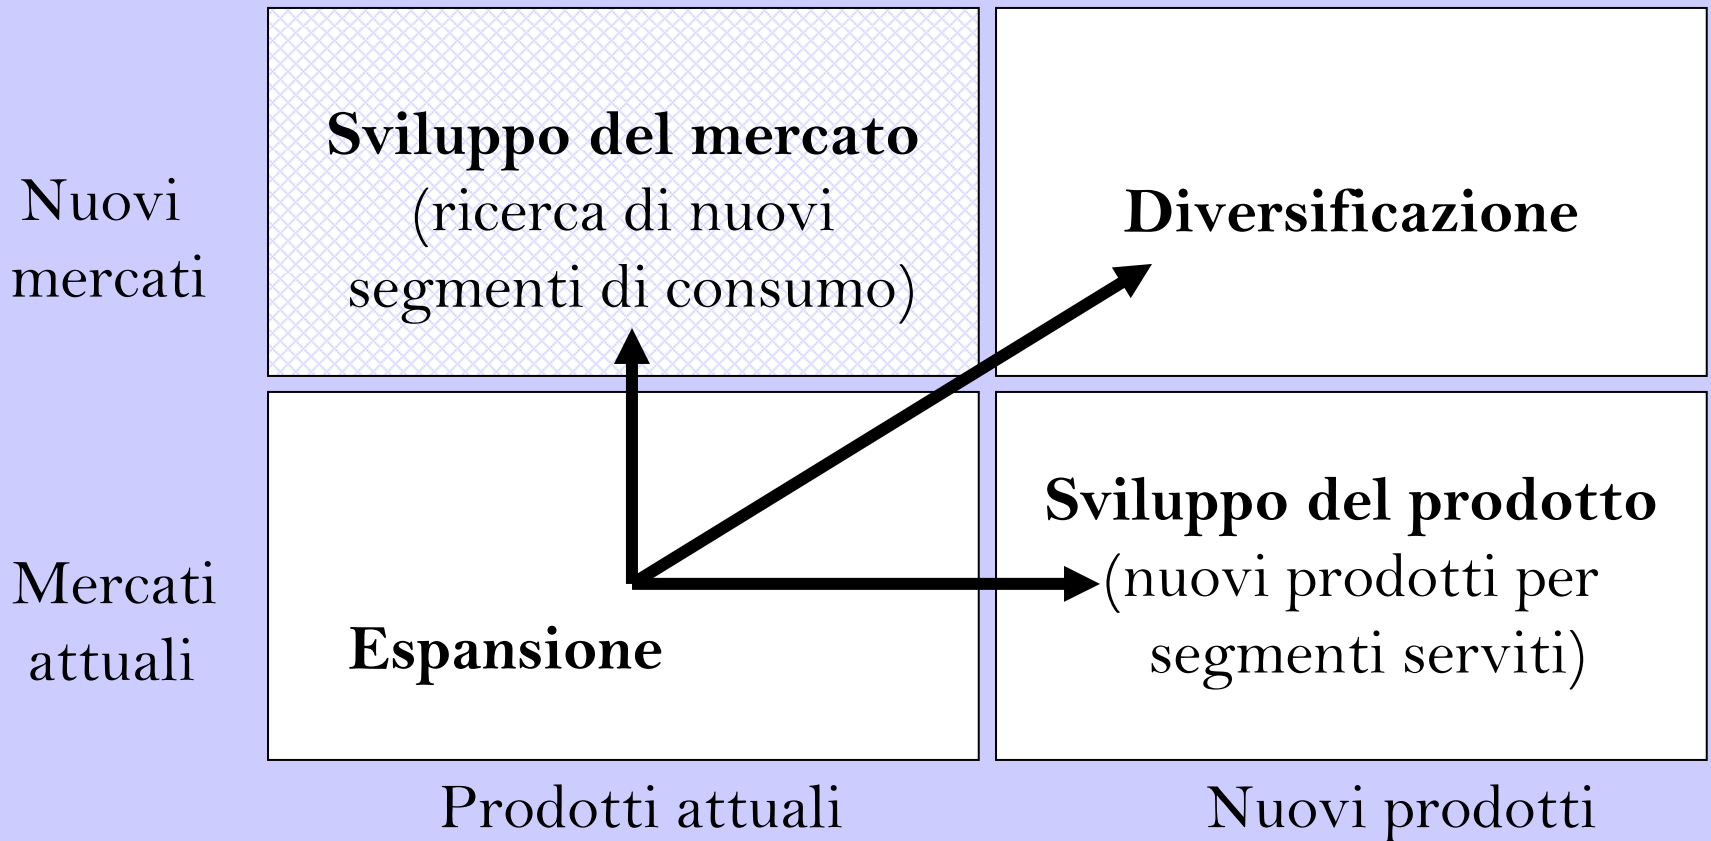 Nuovi
mercati
Sviluppo del mercato
(ricerca di nuovi
segmenti di consumo)
Diversificazione
Mercati
attuali
Espansione
Sviluppo del prodotto
(nuovi prodotti per
segmenti serviti)
Prodotti attuali
Nuovi prodotti